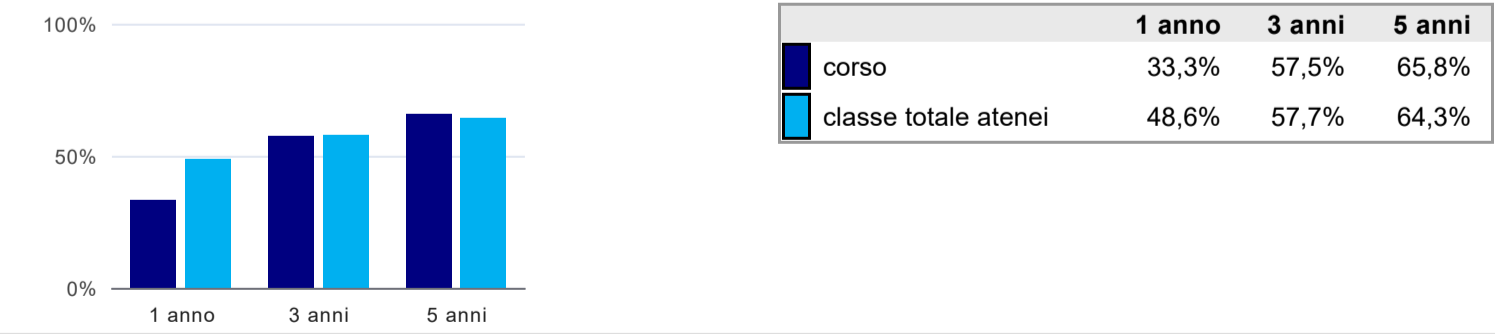 100%
50%
0%
1 anno 3 anni 5 anni
1 anno 3 anni 5 anni
corso 33,3% 57,5% 65,8%
classe totale atenei 48,6% 57,7% 64,3%